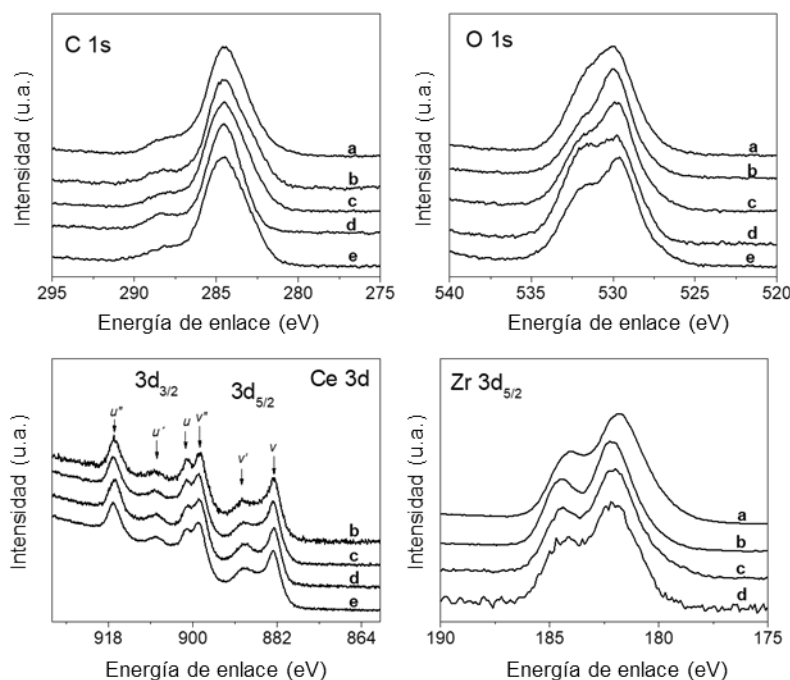 C 1s
Intensidad (u.a.)
a
b
c
d
e
295 290 285 280 275
Energía de enlace (eV)
O 1s
Intensidad (u.a.)
a
b
c
d
e
540 535 530 525 520
Energía de enlace (eV)
3d3/2 Ce 3d
3d5/2
u" u' u v" v' v
Intensidad (u.a.)
b
c
d
e
918 900 882 864
Energía de enlace (eV)
Zr 3d5/2
Intensidad (u.a.)
a
b
c
d
190 185 180 175
Energía de enlace (eV)